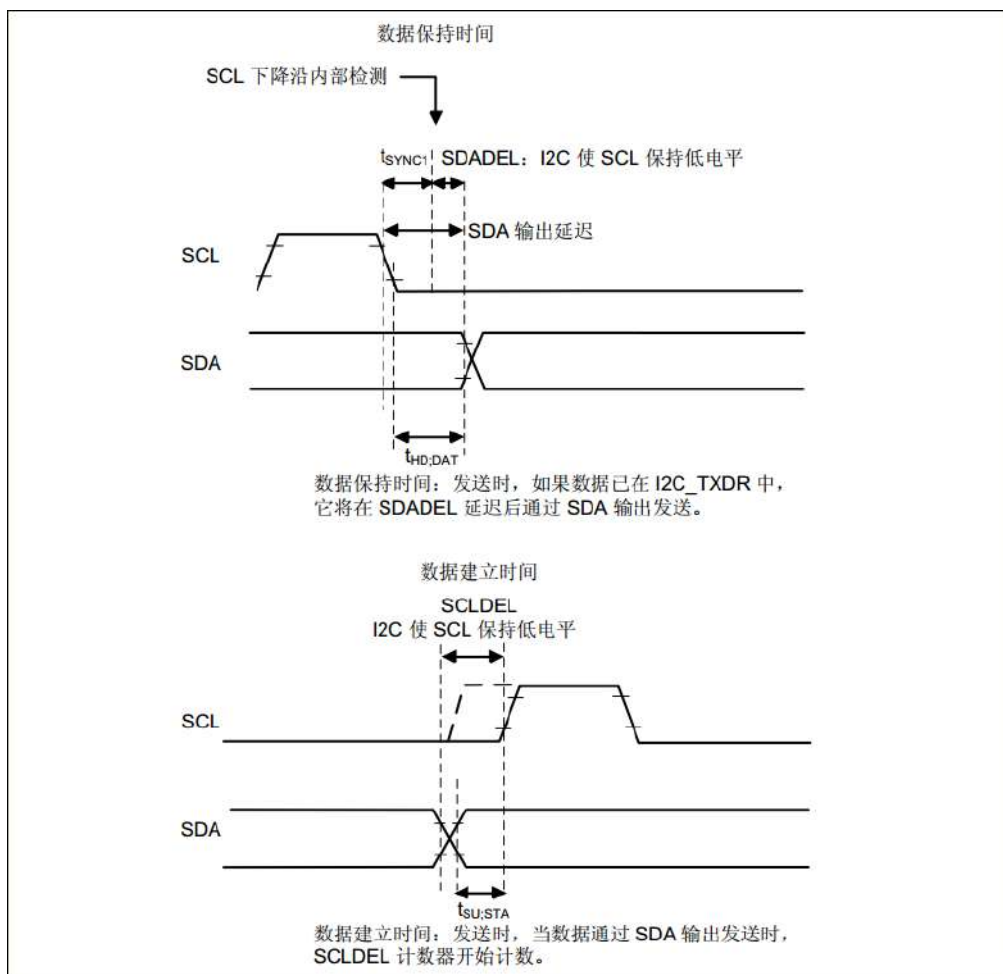 数据保持时间
SCL 下降沿内部检测
tSYNC1
SDADEL：I2C 使 SCL 保持低电平
SDA 输出延迟
SCL
SDA
tHD;DAT
数据保持时间：发送时，如果数据已在 I2C_TXDR 中，
它将在 SDADEL 延迟后通过 SDA 输出发送。
数据建立时间
SCLDEL
I2C 使 SCL 保持低电平
SCL
SDA
tSU;STA
数据建立时间：发送时，当数据通过 SDA 输出发送时，
SCLDEL 计数器开始计数。